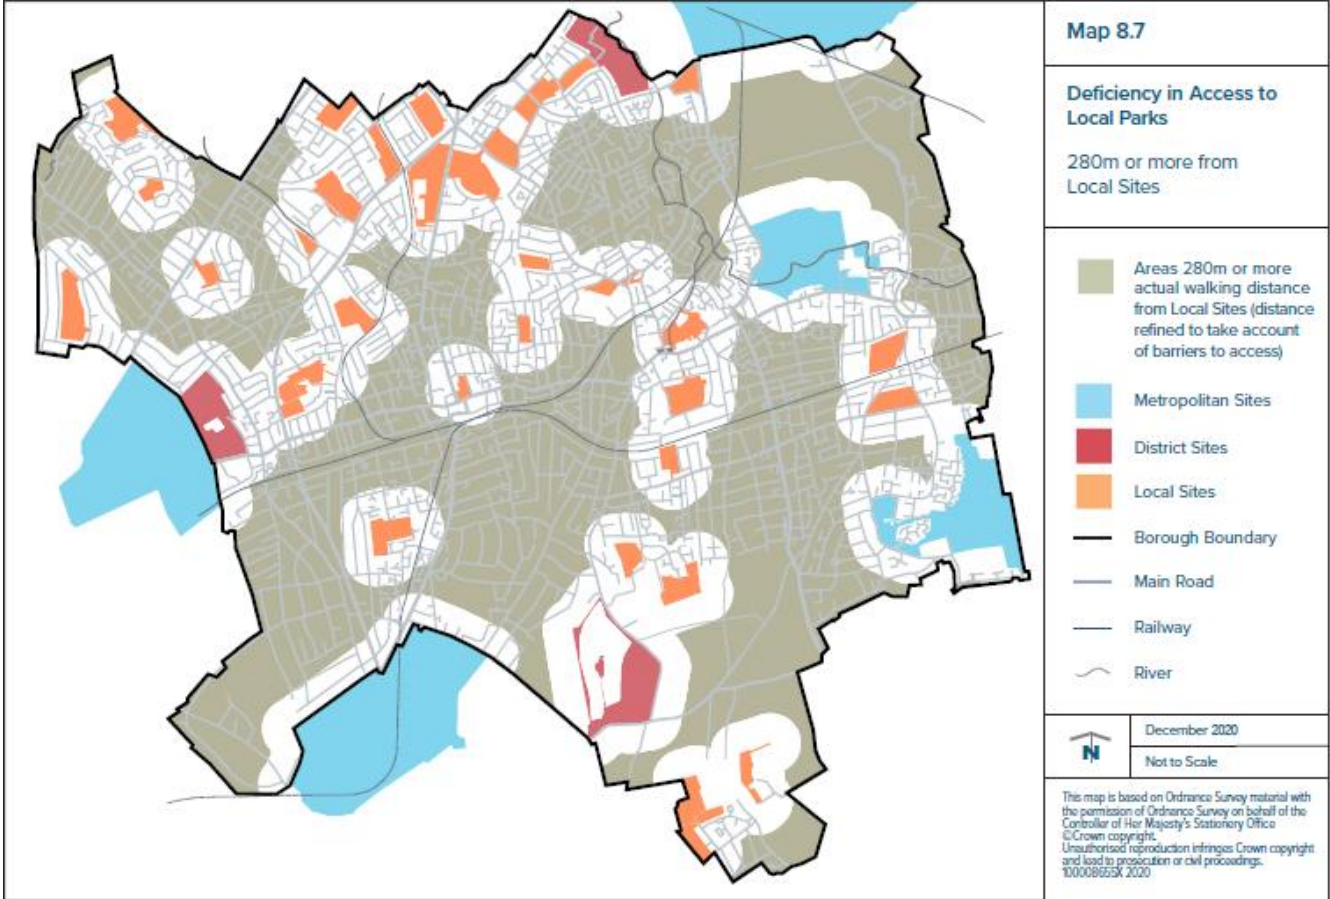 Map 8.7
Deficiency in Access to
Local Parks
280m or more from
Local Sites
Areas 280m or more
actual walking distance
from Local Sites (distance
refined to take account
of barriers to access)
Metropolitan Sites
District Sites
Local Sites
Borough Boundary
Main Road
Railway
River
N
December 2020
Not to Scale
This map is based on Ordnance Survey material with
the permission of Ordnance Survey on behalf of the
Controller of Her Majesty's Stationery Office
©Crown copyright.
Unauthorised reproduction infringes Crown copyright
and lead to prosecution or civil proceedings.
2020